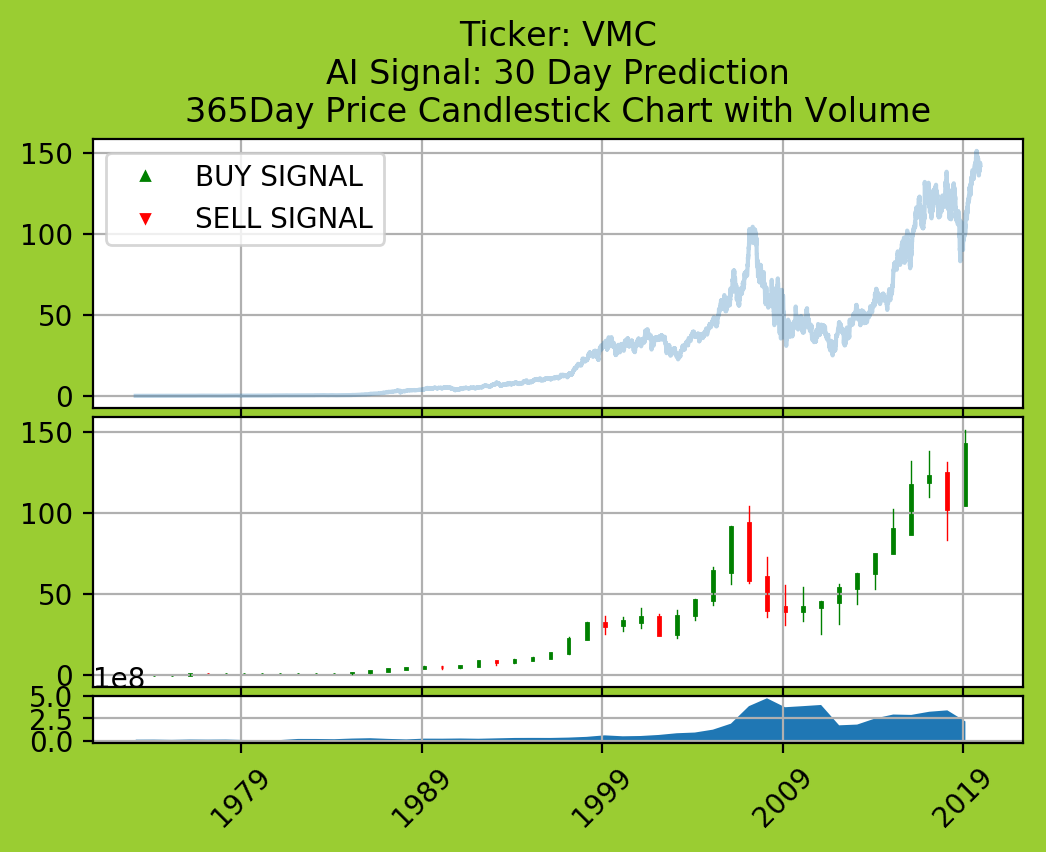 Ticker: VMC
AI Signal: 30 Day Prediction
365Day Price Candlestick Chart with Volume
150
100
50
0
BUY SIGNAL
SELL SIGNAL
150
100
50
0
1e8
5.0
2.5
0.0
1979
1989
1999
2009
2019